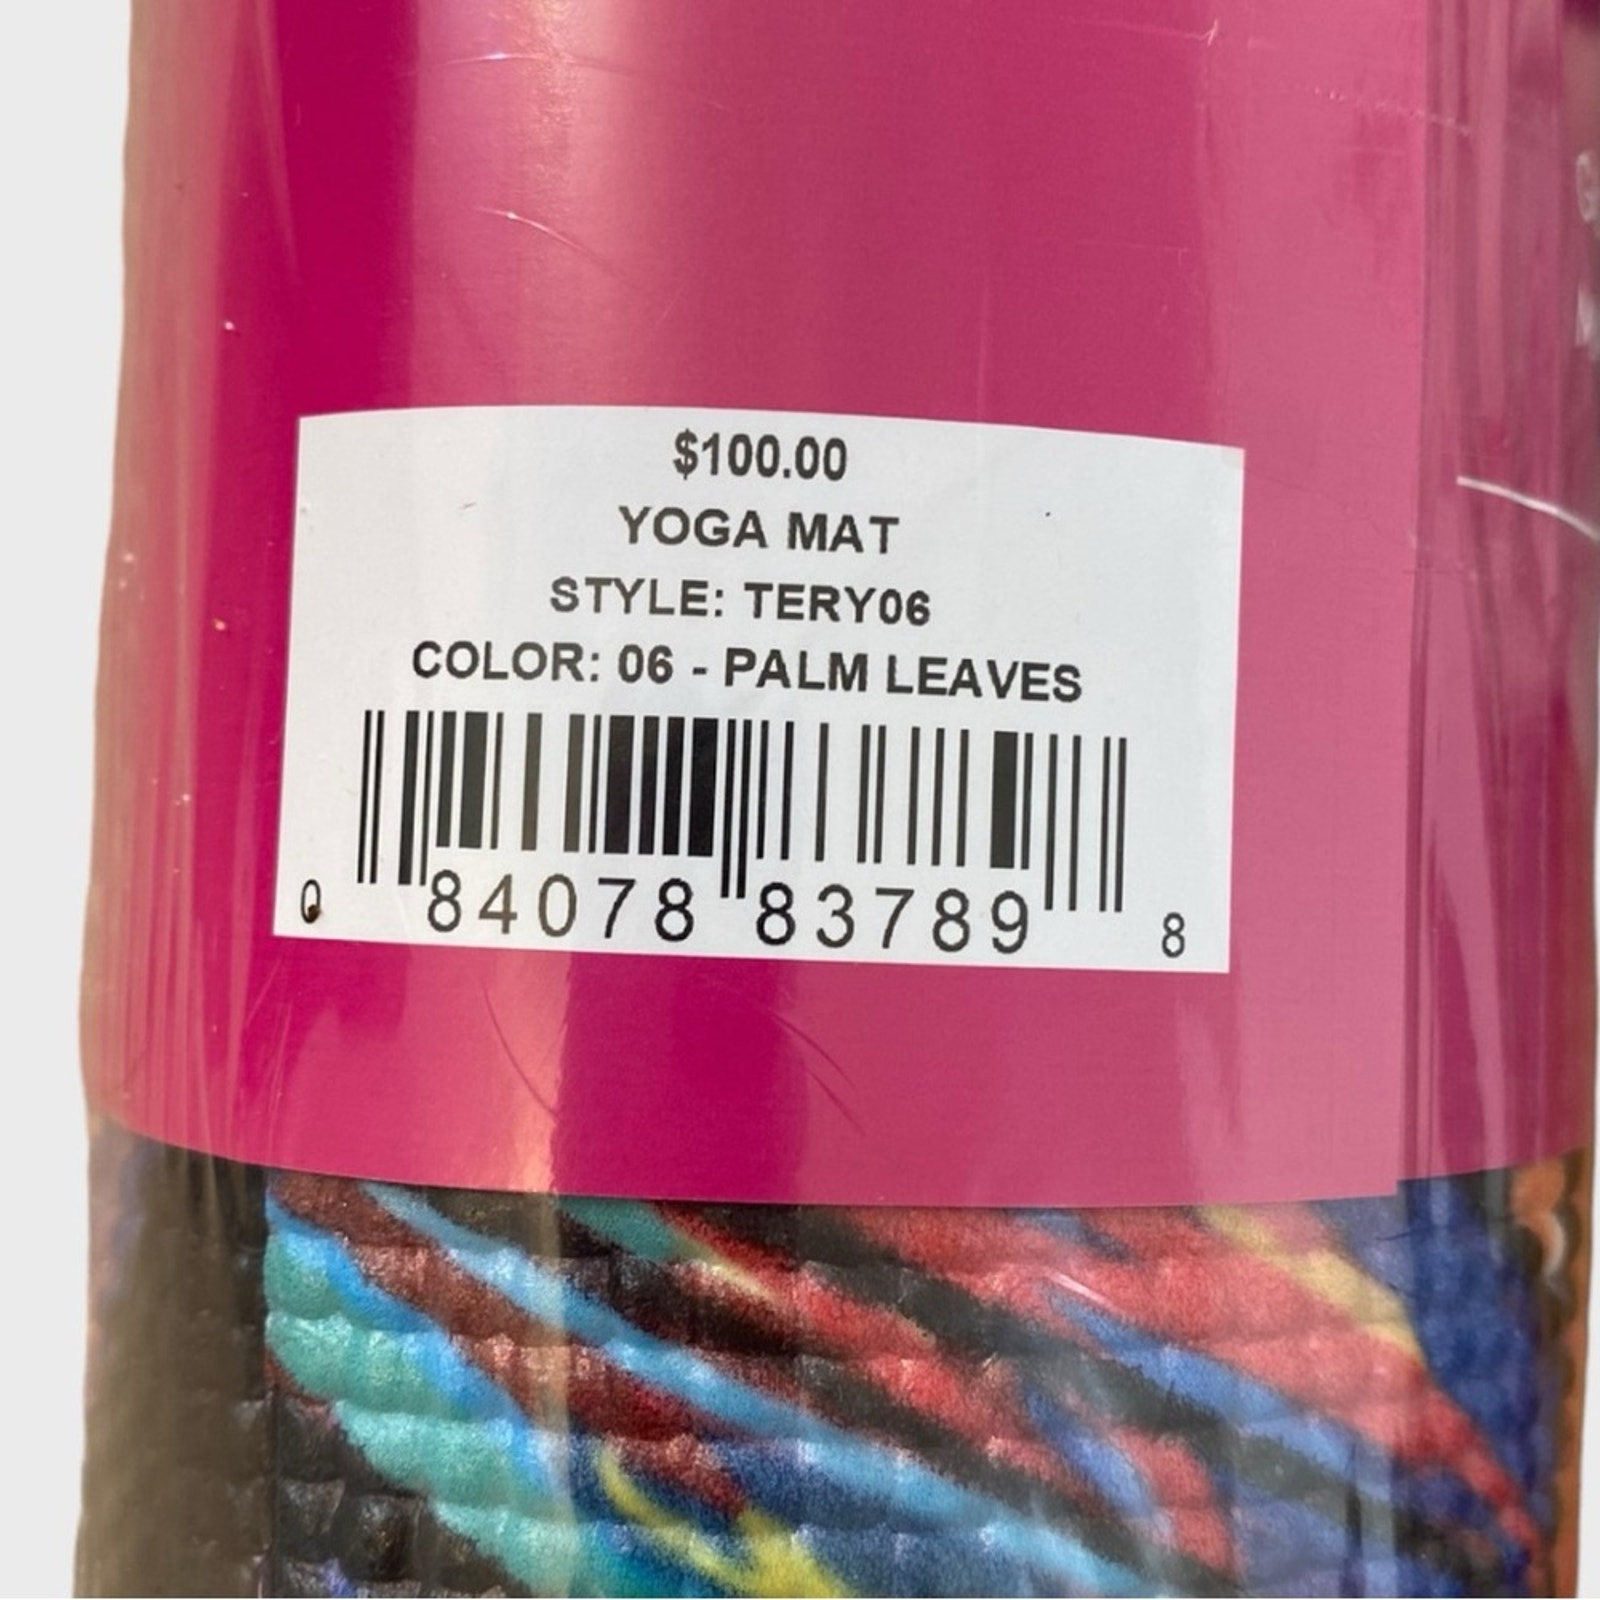 $100.00
YOGA MAT
STYLE: TERY06
COLOR: 06 - PALM LEAVES
0 84078 83789 8